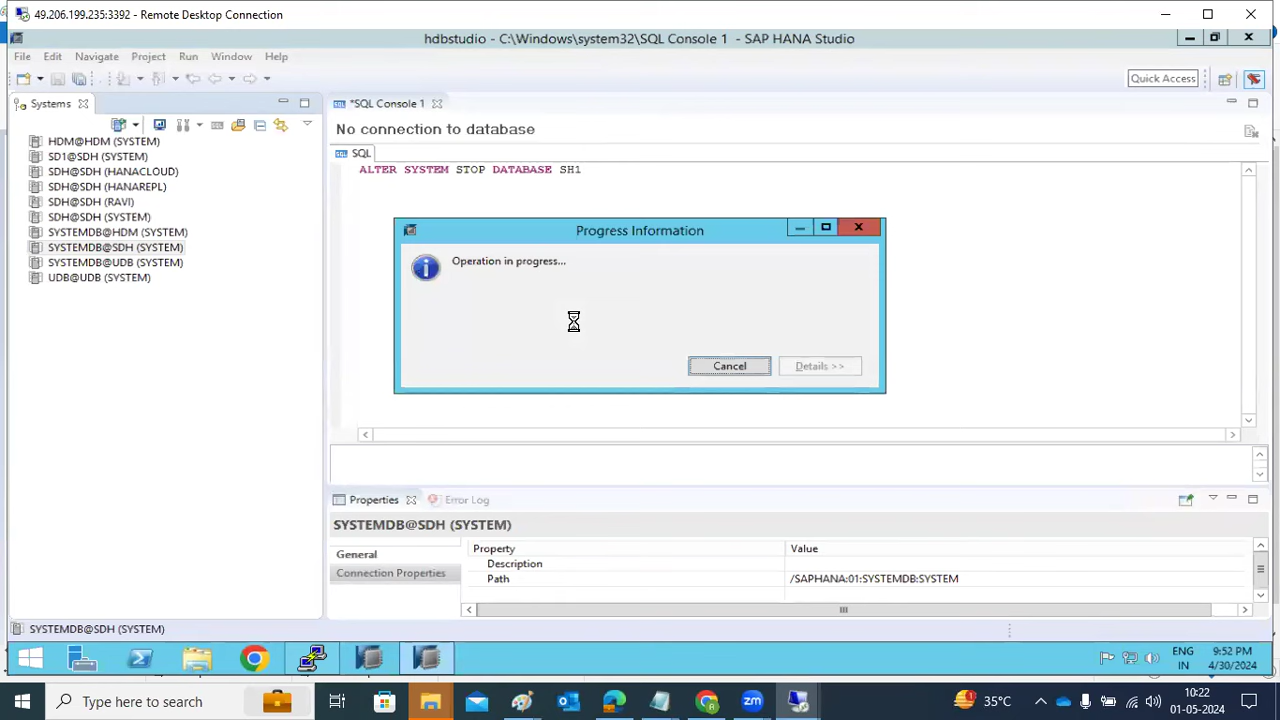 49.206.199.235:3392 - Remote Desktop Connection
hdbstudio - C:\Windows\system32\SQL Console 1 - SAP HANA Studio
File Edit Navigate Project Run Window Help
Quick Access
Systems
*SQL Console 1
HDM@HDM (SYSTEM)
SD1@SDH (SYSTEM)
SDH@SDH (HANACLOUD)
SDH@SDH (HANAREPL)
SDH@SDH (RAVI)
SDH@SDH (SYSTEM)
SYSTEMDB@HDM (SYSTEM)
SYSTEMDB@SDH (SYSTEM)
SYSTEMDB@UDB (SYSTEM)
UDB@UDB (SYSTEM)
No connection to database
SQL
ALTER SYSTEM STOP DATABASE SH1
Progress Information
Operation in progress...
Cancel
Details >>
Properties
Error Log
SYSTEMDB@SDH (SYSTEM)
General
Connection Properties
Property Value
Description
Path /SAPHANA:01:SYSTEMDB:SYSTEM
SYSTEMDB@SDH (SYSTEM)
ENG
IN
9:52 PM
4/30/2024
Type here to search
35°C
10:22
01-05-2024